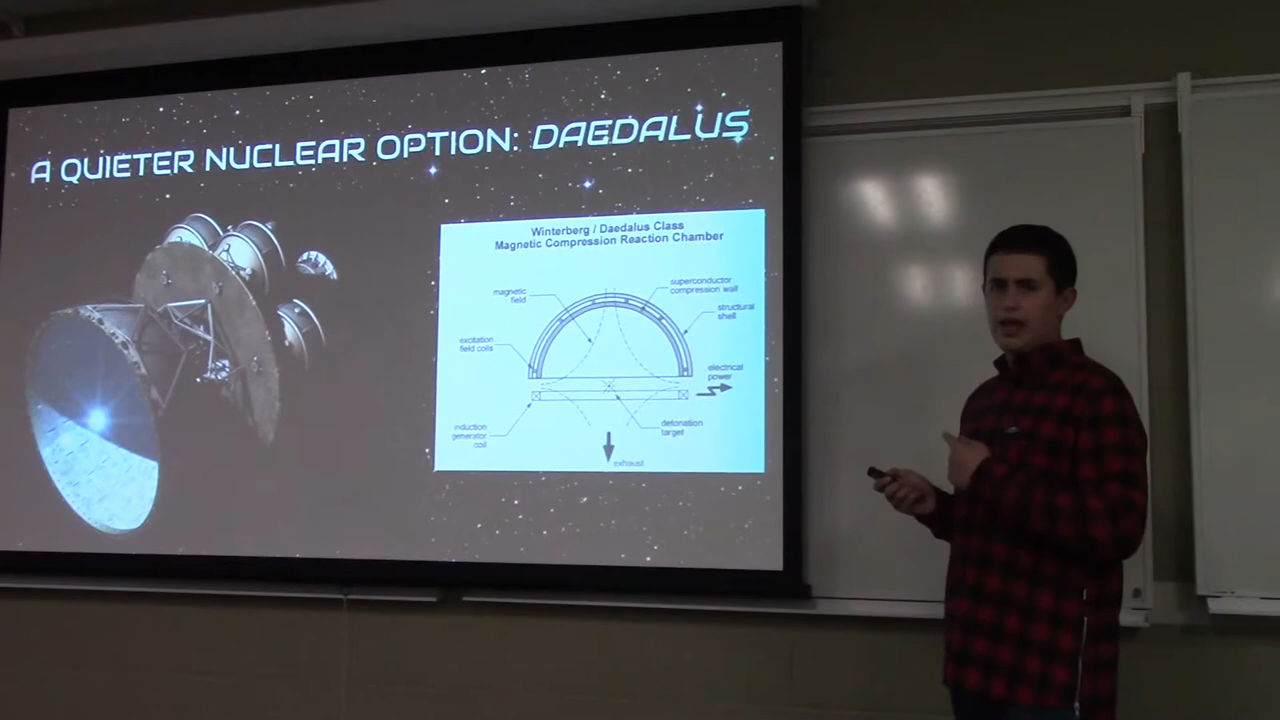 A QUIETER NUCLEAR OPTION: DAEDALUS
Winterberg / Daedalus Class
Magnetic Compression Reaction Chamber
magnetic
field
superconductor
compression wall
structural
shell
excitation
field coils
electrical
power
induction
generator
coil
detonation
target
exhaust